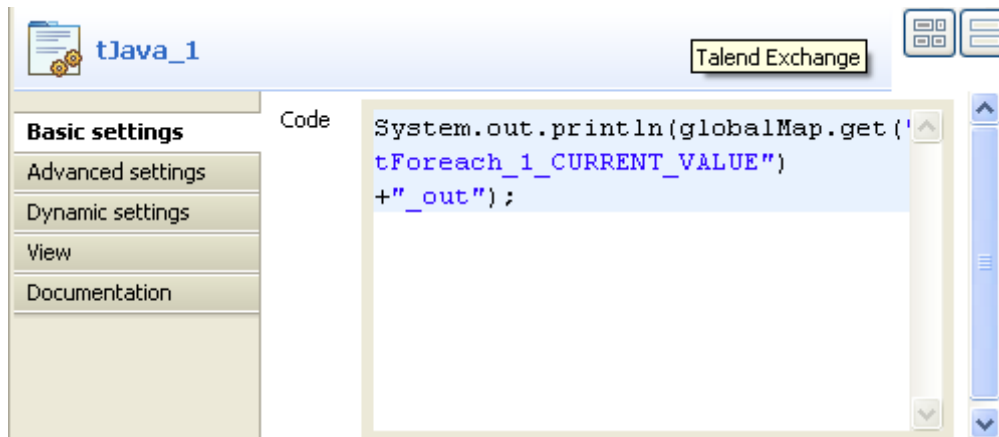 tJava_1
Talend Exchange
Basic settings
Advanced settings
Dynamic settings
View
Documentation
Code
System.out.println(globalMap.get("
tForeach_1_CURRENT_VALUE")
+"_out");